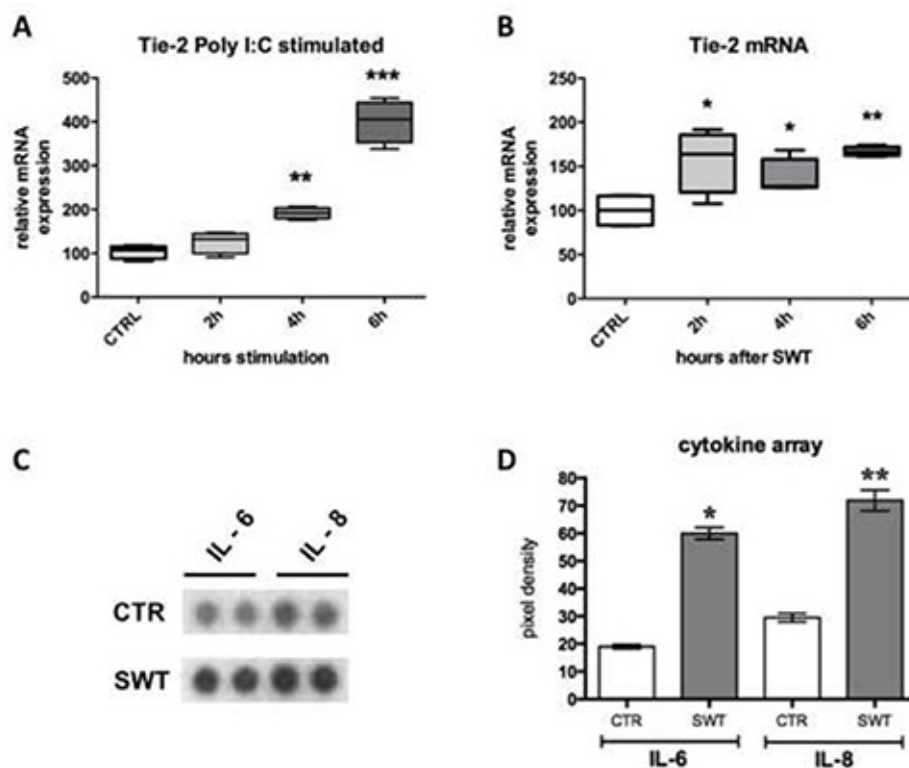 A
Tie-2 Poly I:C stimulated
relative mRNA
expression
500
400
300
200
100
0
**
***
CTRL
2h
4h
6h
hours stimulation
B
Tie-2 mRNA
relative mRNA
expression
250
200
150
100
50
0
*
*
**
CTRL
2h
4h
6h
hours after SWT
C
IL - 6
IL - 8
CTR
SWT
D
cytokine array
pixel density
80
70
60
50
40
30
20
10
0
*
**
CTR
SWT
CTR
SWT
IL-6
IL-8